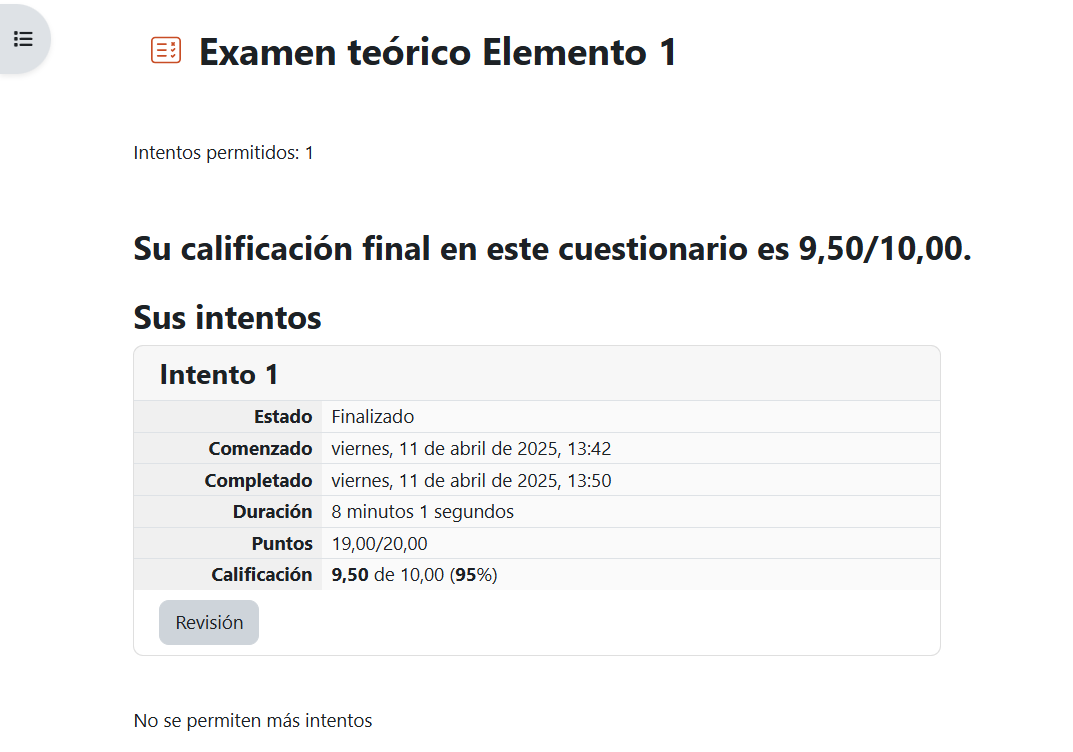 Examen teórico Elemento 1
Intentos permitidos: 1
Su calificación final en este cuestionario es 9,50/10,00.
Sus intentos
Intento 1
Estado Finalizado
Comenzado viernes, 11 de abril de 2025, 13:42
Completado viernes, 11 de abril de 2025, 13:50
Duración 8 minutos 1 segundos
Puntos 19,00/20,00
Calificación 9,50 de 10,00 (95%)
Revisión
No se permiten más intentos